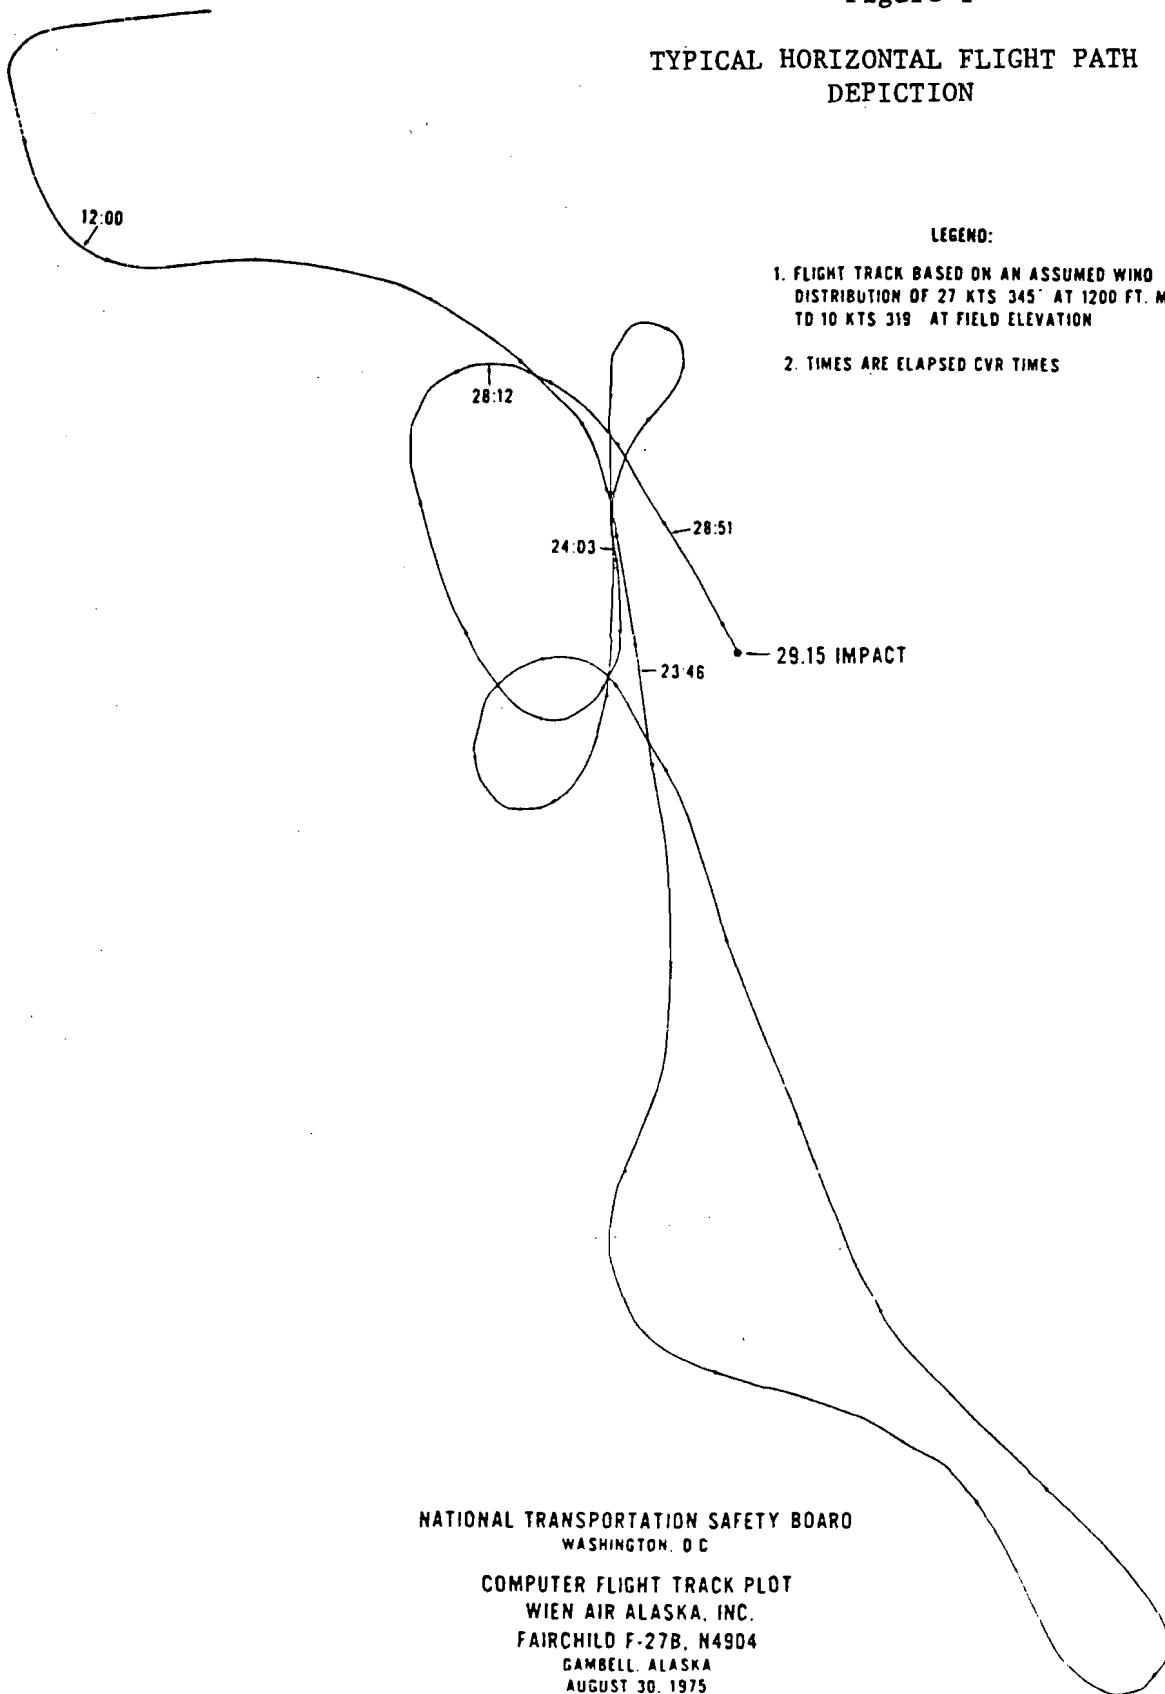 TYPICAL HORIZONTAL FLIGHT PATH
DEPICTION
12:00
LEGEND:
1. FLIGHT TRACK BASED ON AN ASSUMED WIND
DISTRIBUTION OF 27 KTS 345° AT 1200 FT. M
TO 10 KTS 319 AT FIELD ELEVATION
2. TIMES ARE ELAPSED CVR TIMES
28:12
28:51
24:03
29.15 IMPACT
23:46
NATIONAL TRANSPORTATION SAFETY BOARD
WASHINGTON, D C
COMPUTER FLIGHT TRACK PLOT
WIEN AIR ALASKA, INC.
FAIRCHILD F-27B, N4904
GAMBELL, ALASKA
AUGUST 30, 1975